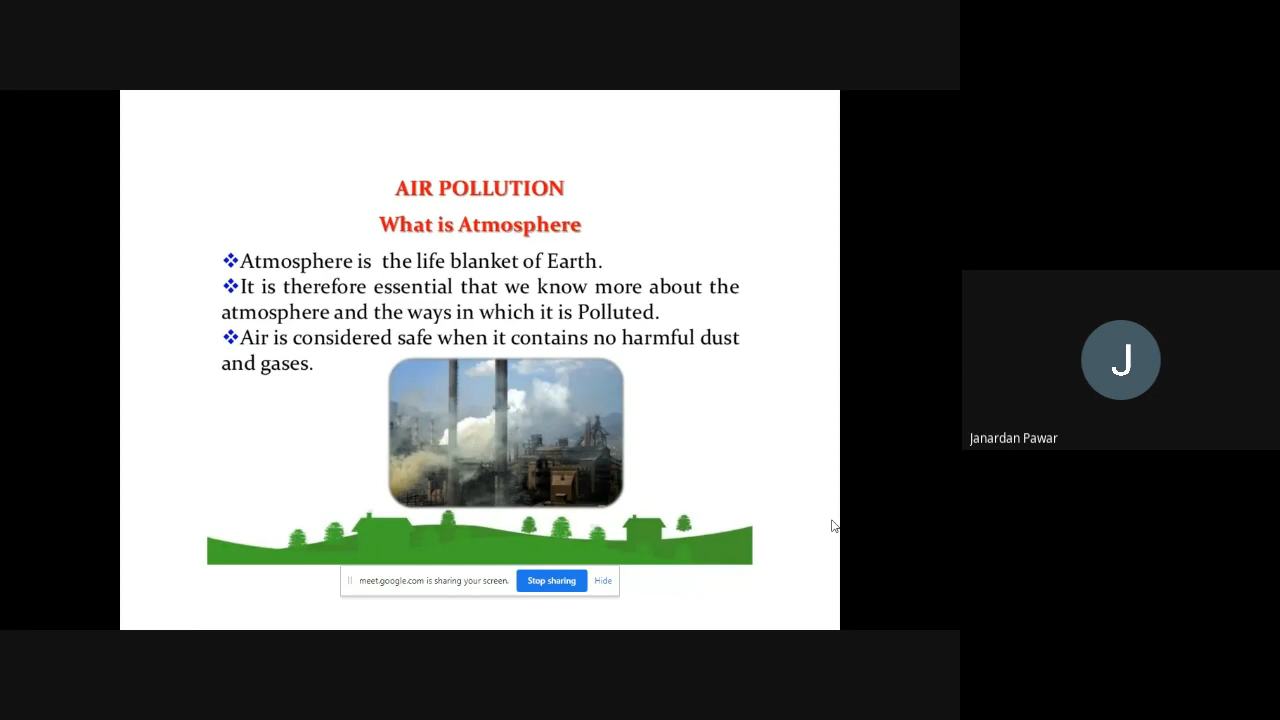 AIR POLLUTION
What is Atmosphere
❖Atmosphere is  the life blanket of Earth.
❖It is therefore essential that we know more about the
atmosphere and the ways in which it is Polluted.
❖Air is considered safe when it contains no harmful dust
and gases.
J
Janardan Pawar
meet.google.com is sharing your screen. Stop sharing Hide